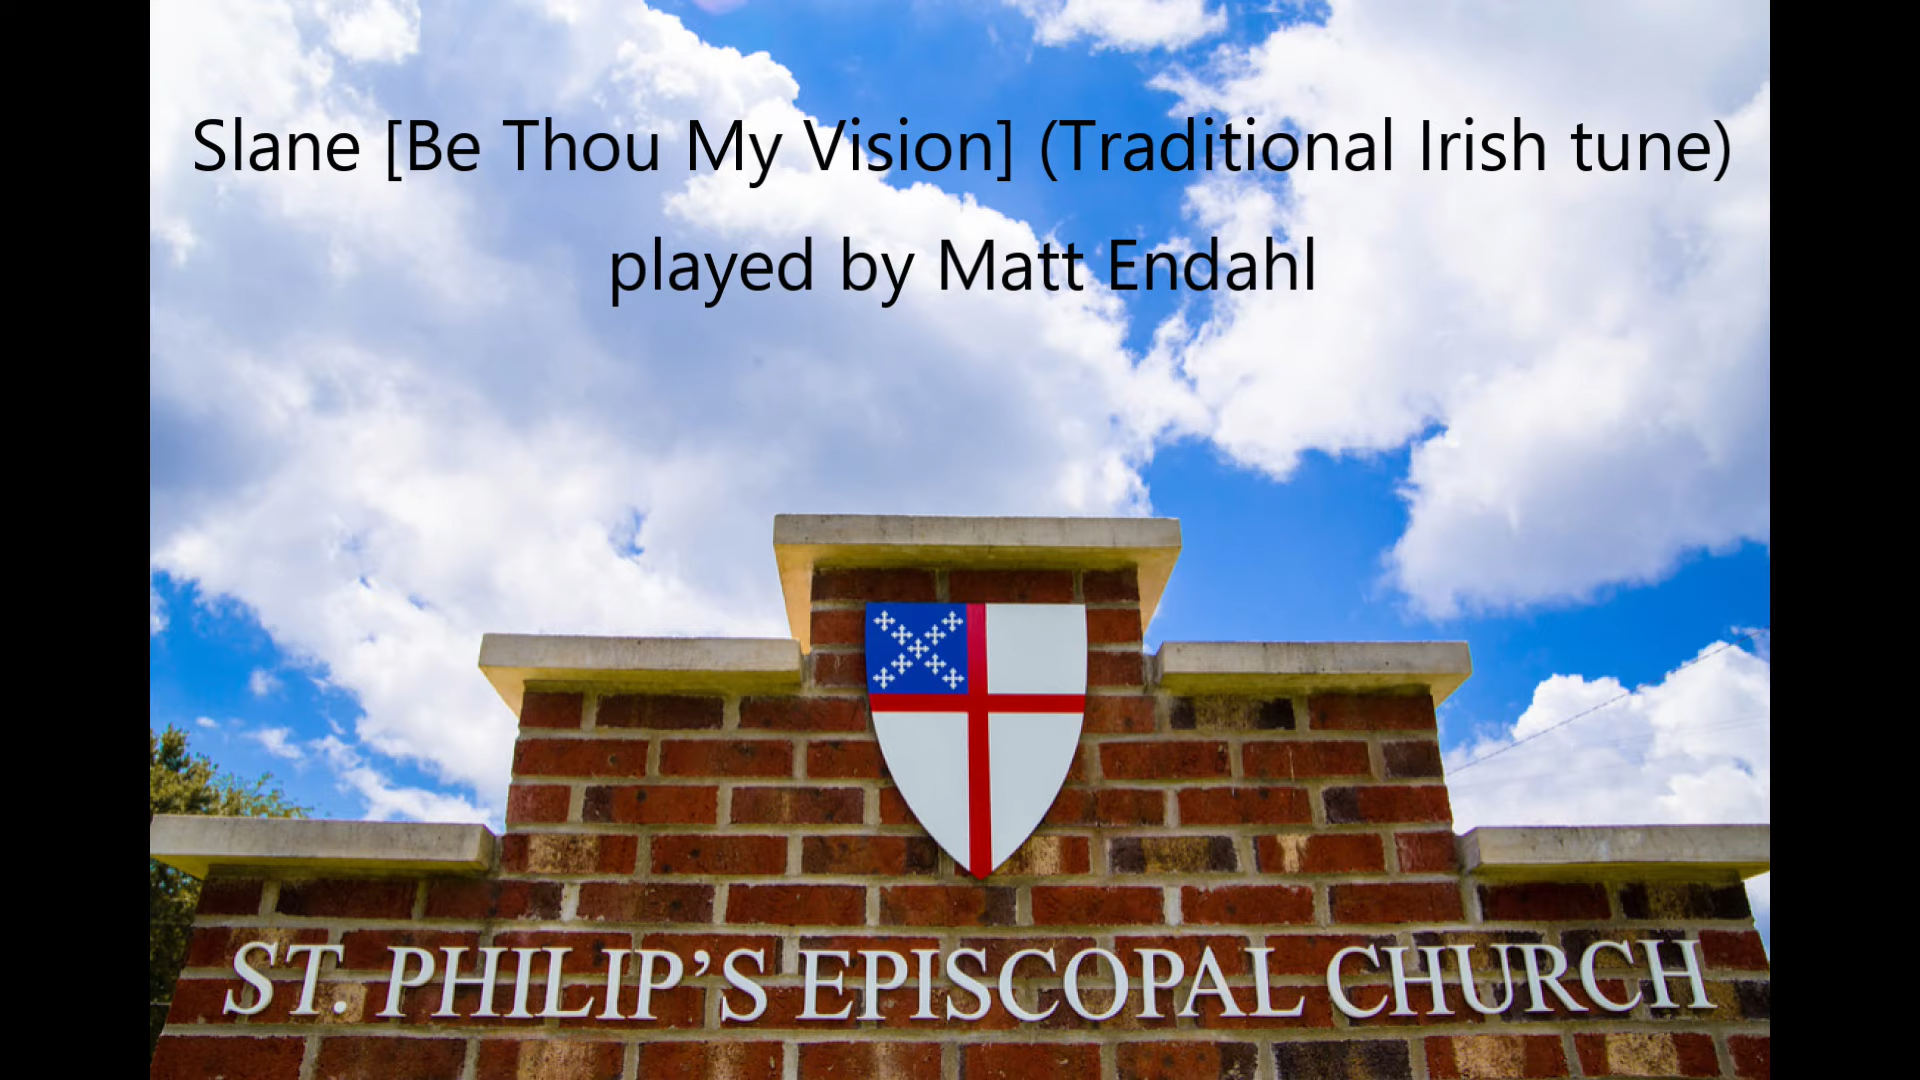 Slane [Be Thou My Vision] (Traditional Irish tune)
played by Matt Endahl
ST. PHILIP'S EPISCOPAL CHURCH